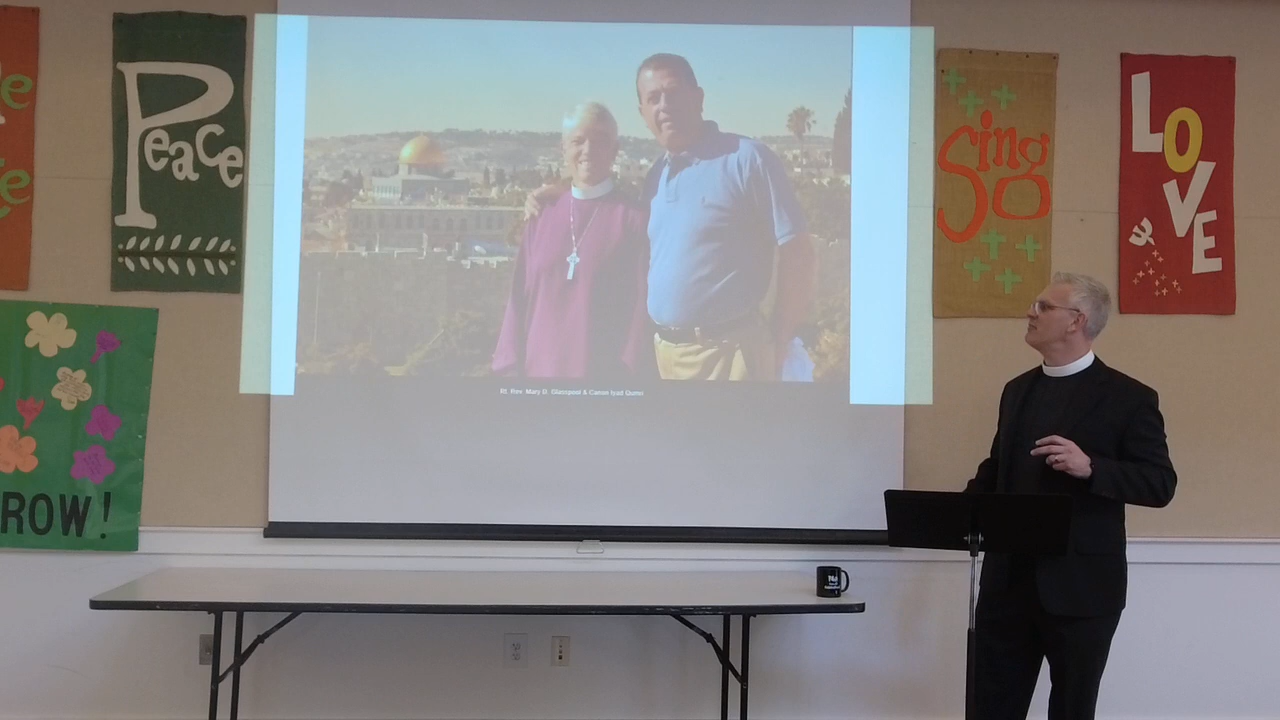 Peace
Sing
LOVE
ROW!
Rt. Rev. Mary D. Glasspool & Canon Iyad Qumri